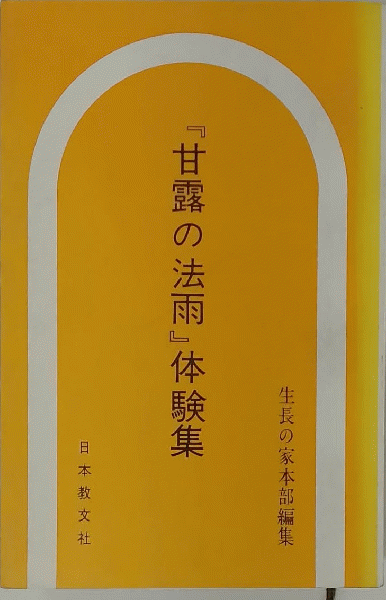 『甘露の法雨』体験集
生長の家本部編集
日本教文社